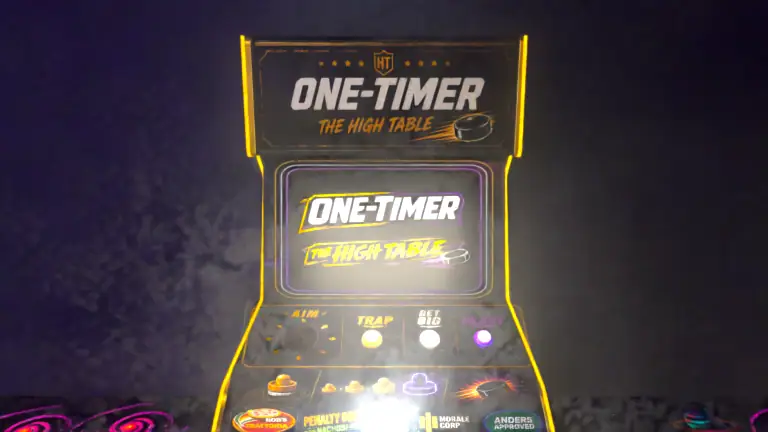 HT
ONE-TIMER
THE HIGH TABLE
ONE-TIMER
THE HIGH TABLE
AIM
TRAP
BET
BIG
PENALTY
MORALE
CORP
ANDERS
APPROVED